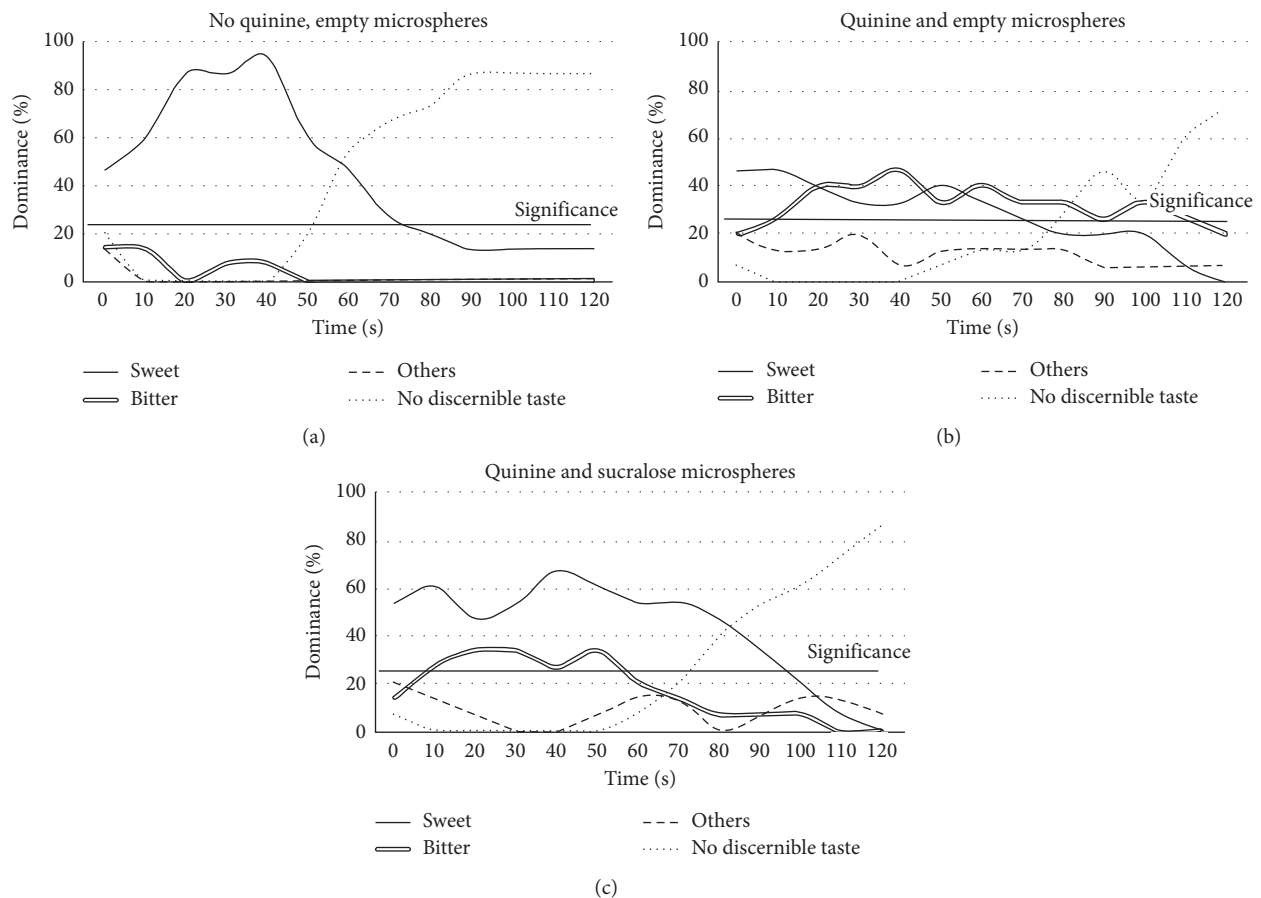 No quinine, empty microspheres
100
80
60
40
20
0
Dominance (%)
Significance
0 10 20 30 40 50 60 70 80 90 100 110 120
Time (s)
Sweet
Bitter
Others
No discernible taste
(a)
Quinine and empty microspheres
100
80
60
40
20
0
Dominance (%)
Significance
0 10 20 30 40 50 60 70 80 90 100 110 120
Time (s)
Sweet
Bitter
Others
No discernible taste
(b)
Quinine and sucralose microspheres
100
80
60
40
20
0
Dominance (%)
Significance
0 10 20 30 40 50 60 70 80 90 100 110 120
Time (s)
Sweet
Bitter
Others
No discernible taste
(c)